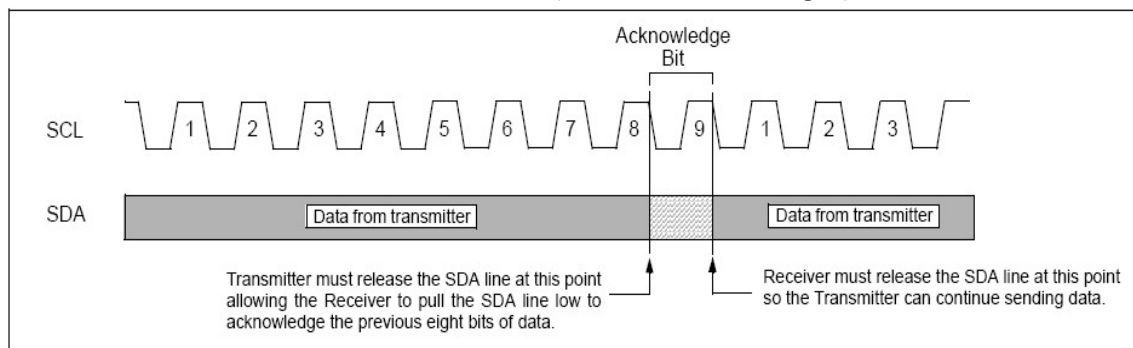 Acknowledge
Bit
SCL
1 2 3 4 5 6 7 8 9 1 2 3
SDA
Data from transmitter
Data from transmitter
Transmitter must release the SDA line at this point
allowing the Receiver to pull the SDA line low to
acknowledge the previous eight bits of data.
Receiver must release the SDA line at this point
so the Transmitter can continue sending data.